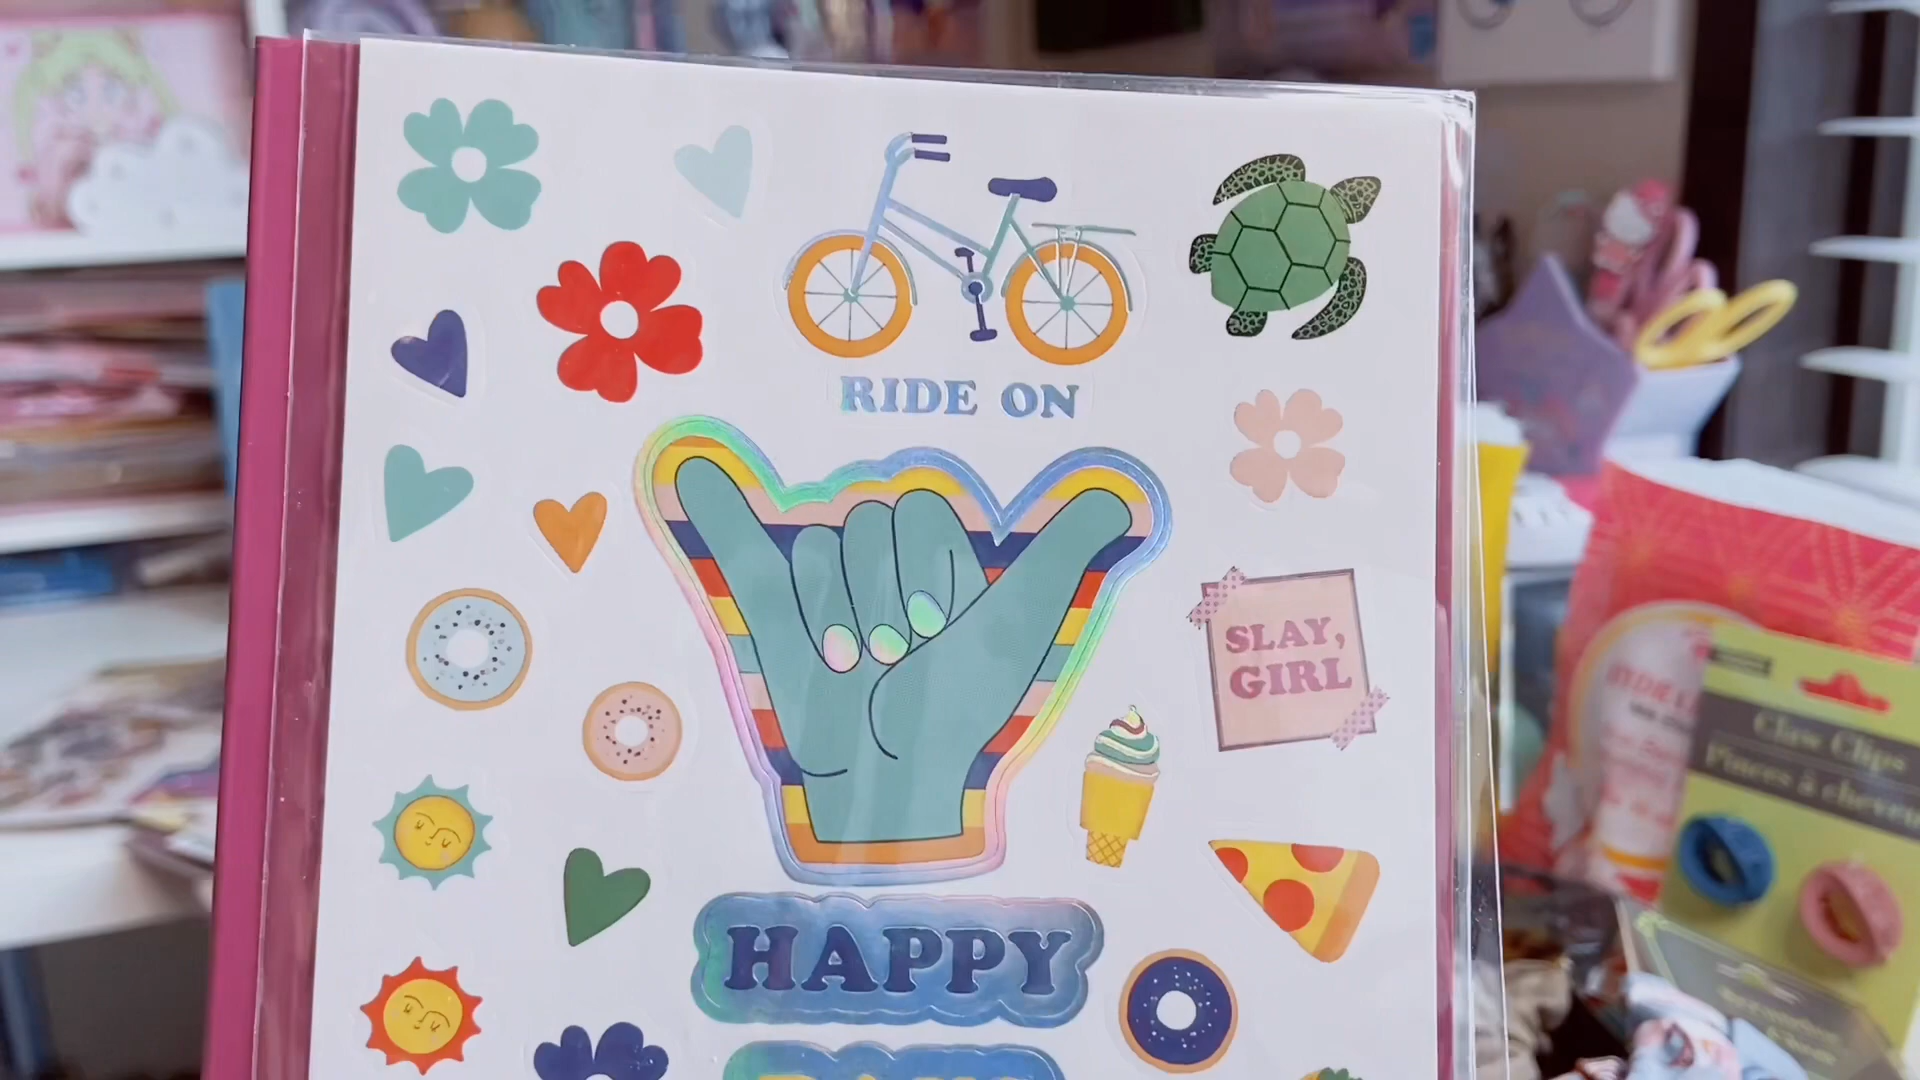 RIDE ON
SLAY,
GIRL
HAPPY
Claw Clips
Pinces à cheveux